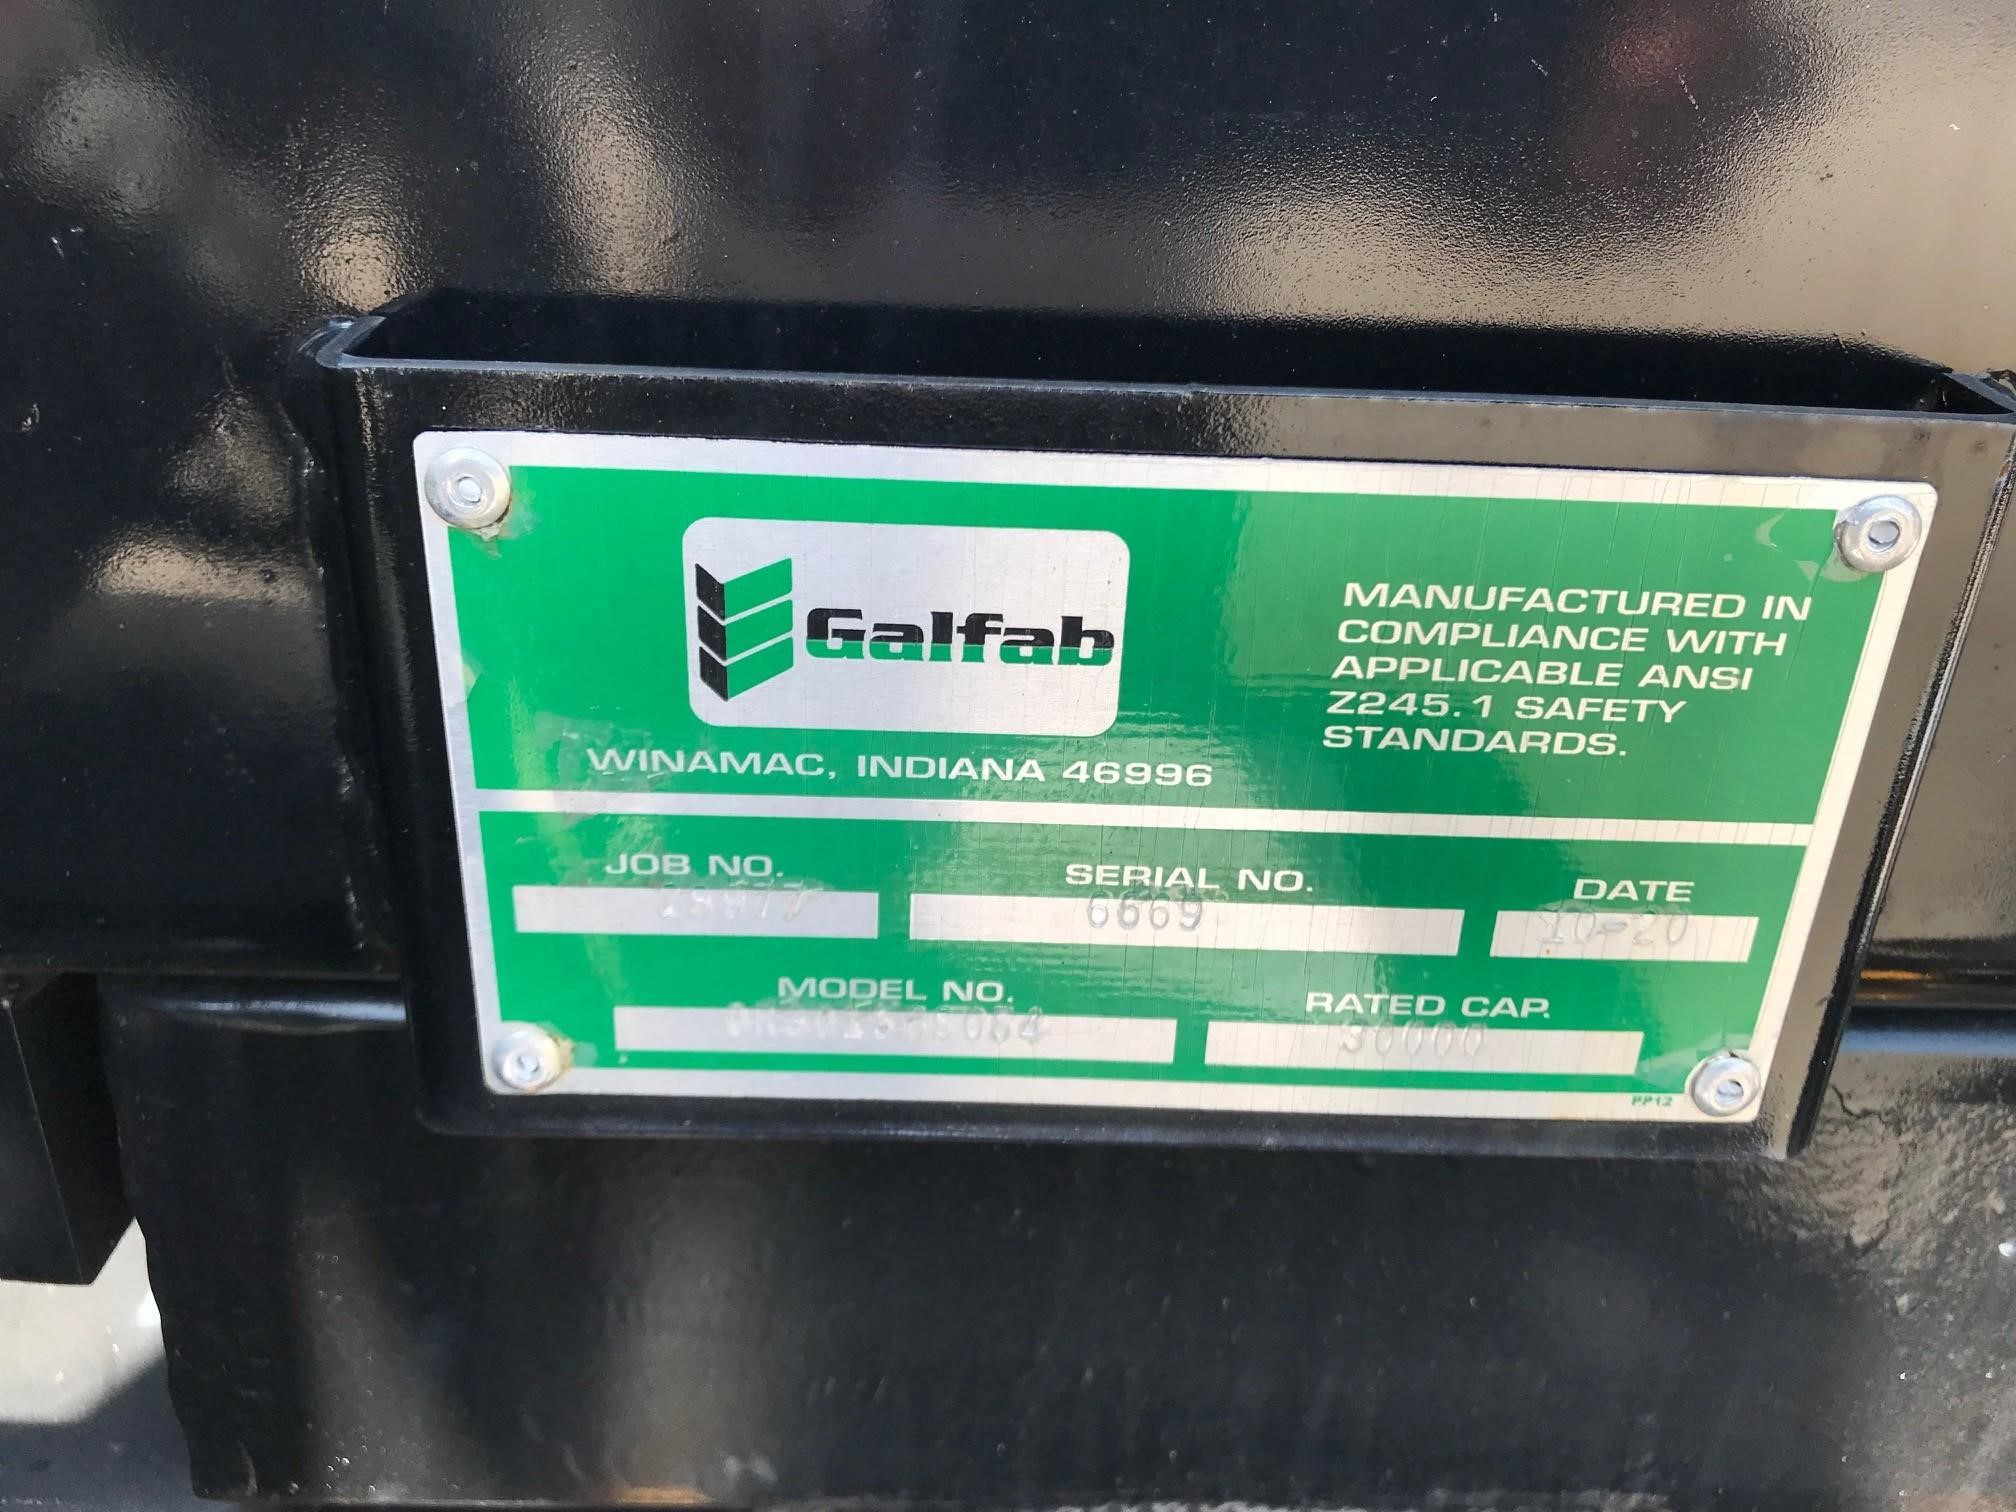 Galfab
WINAMAC, INDIANA 46996
MANUFACTURED IN
COMPLIANCE WITH
APPLICABLE ANSI
Z245.1 SAFETY
STANDARDS.
JOB NO.
SERIAL NO.
6669
DATE
10-20
MODEL NO.
RATED CAP.
PP12